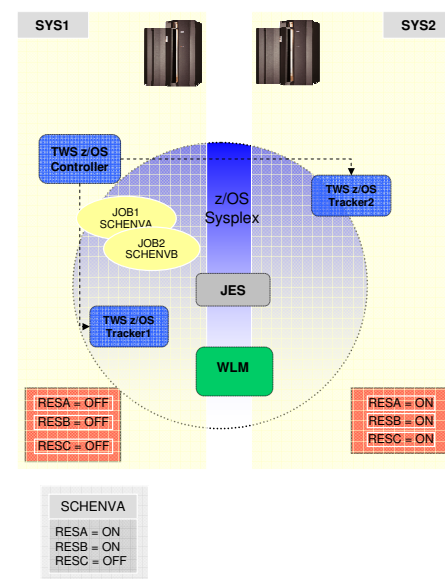 SYS1
SYS2
TWS z/OS
Controller
z/OS
Sysplex
TWS z/OS
Tracker2
JOB1
SCHENVA
JOB2
SCHENVB
JES
TWS z/OS
Tracker1
WLM
RESA = OFF
RESB = OFF
RESC = OFF
RESA = ON
RESB = ON
RESC = ON
SCHENVA
RESA = ON
RESB = ON
RESC = OFF